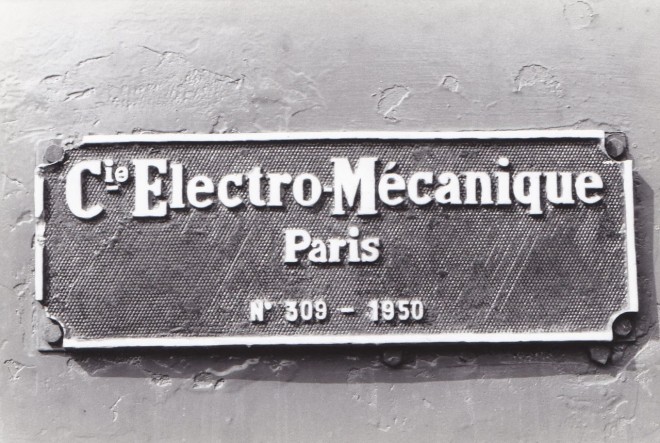 Cie Electro-Mécanique
Paris
N° 309 - 1950